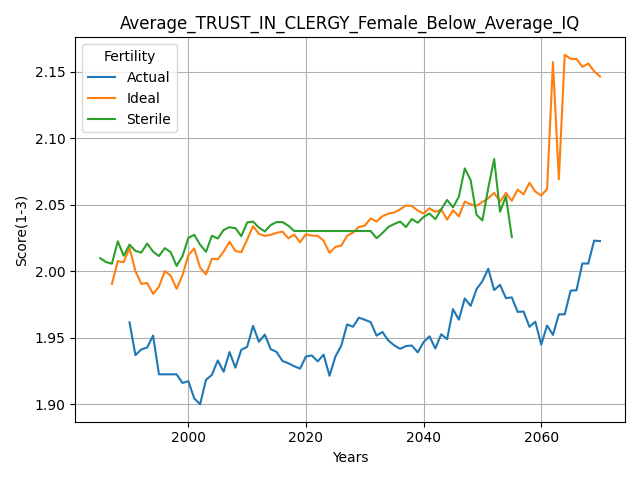 Average_TRUST_IN_CLERGY_Female_Below_Average_IQ
Fertility
Actual
Ideal
Sterile
Score(1-3)
2.15
2.10
2.05
2.00
1.95
1.90
2000
2020
2040
2060
Years